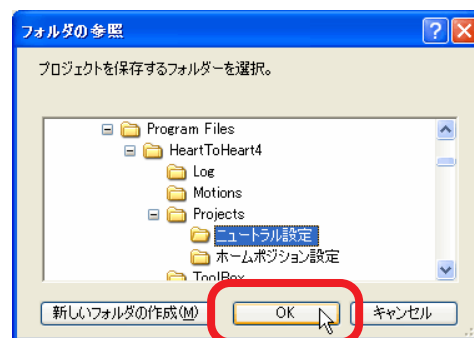 フォルダの参照
プロジェクトを保存するフォルダーを選択。
Program Files
HeartToHeart4
Log
Motions
Projects
ニュートラル設定
ホームポジション設定
ToolBox
新しいフォルダの作成(M) OK キャンセル